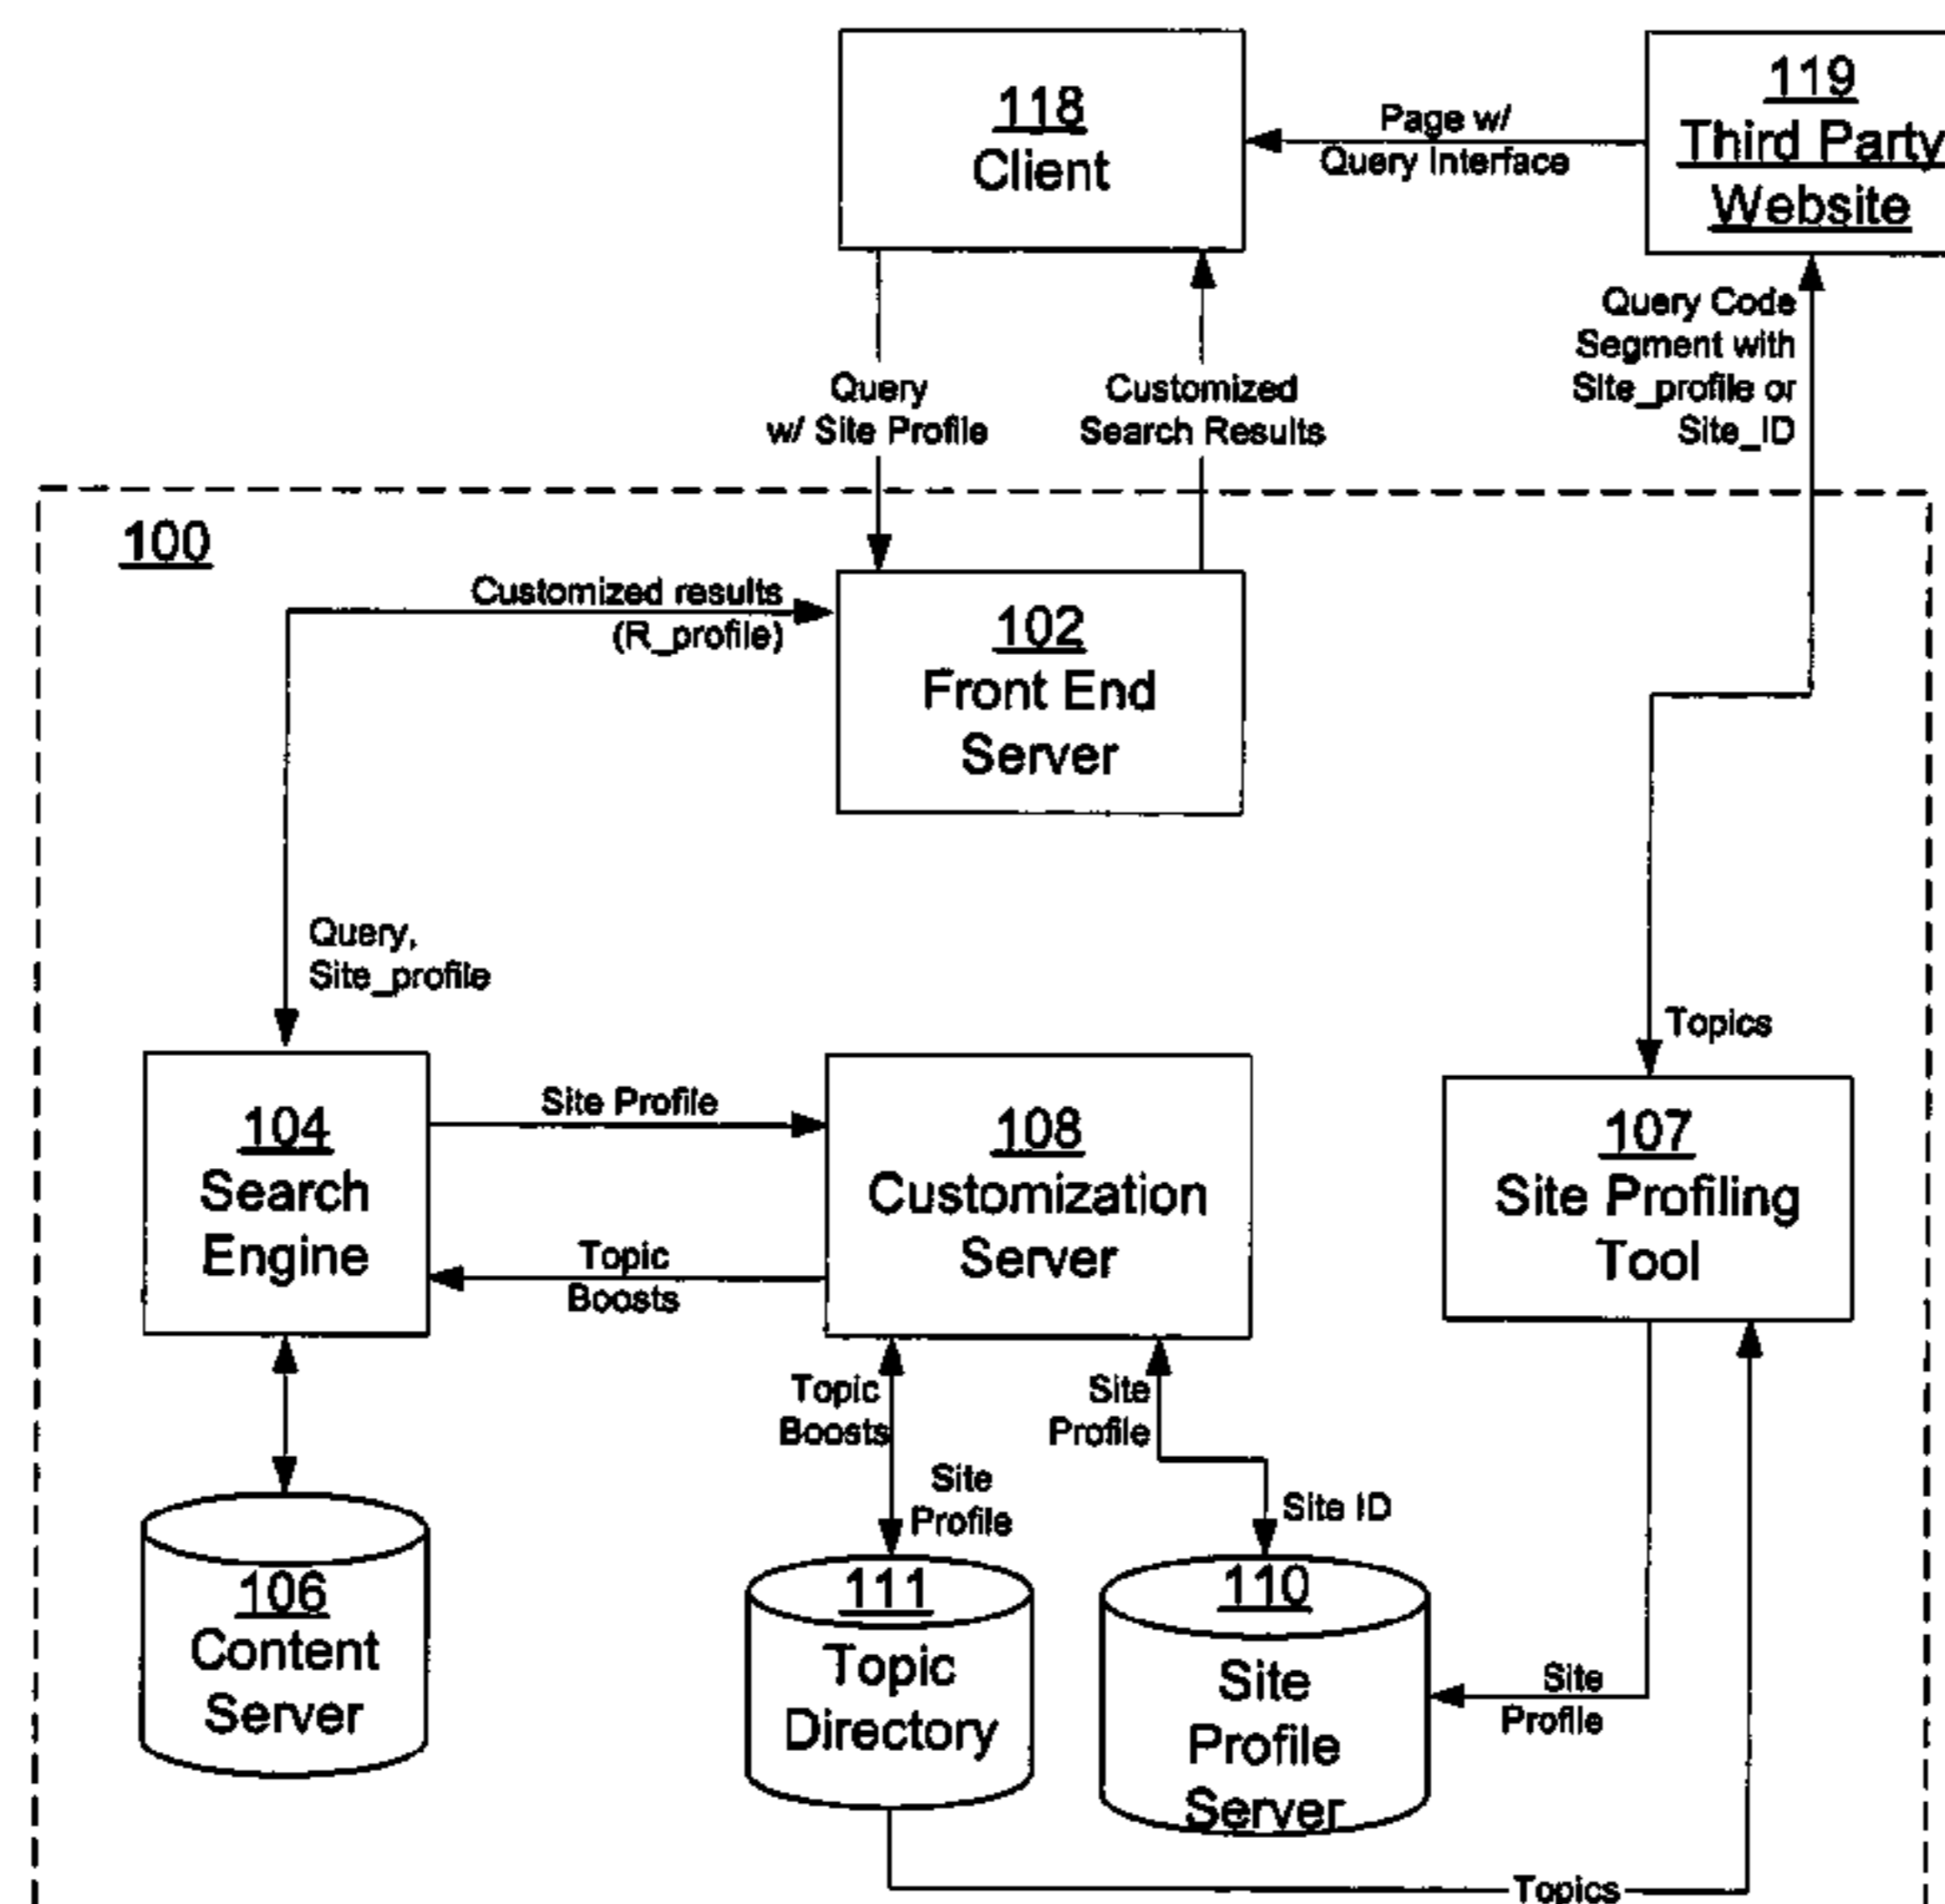 118
Client
Page w/
Query Interface
119
Third Party
Website
Query
w/ Site Profile
Customized
Search Results
Query Code
Segment with
Site_profile or
Site_ID
100
Customized results
(R_profile)
102
Front End
Server
Query,
Site_profile
Topics
104
Search
Engine
Site Profile
Topic
Boosts
108
Customization
Server
107
Site Profiling
Tool
Topic
Boosts
Site
Profile
Site
Profile
Site ID
106
Content
Server
111
Topic
Directory
110
Site
Profile
Server
Site
Profile
Topics